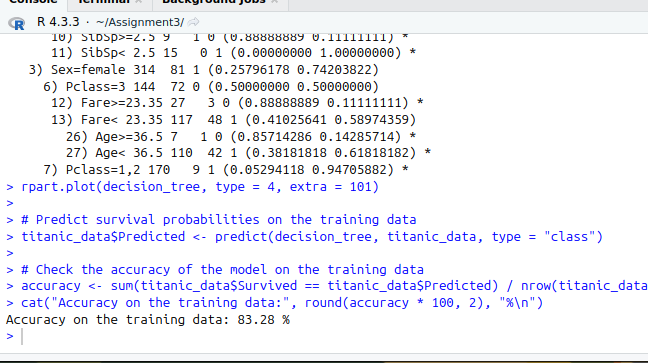 Console Terminal Background Jobs
R 4.3.3 · ~/Assignment3/
10) SibSp>=2.5 9   1 0 (0.88888889 0.11111111) *
11) SibSp< 2.5 15   0 1 (0.00000000 1.00000000) *
3) Sex=female 314  81 1 (0.25796178 0.74203822)
6) Pclass=3 144  72 0 (0.50000000 0.50000000)
12) Fare>=23.35 27   3 0 (0.88888889 0.11111111) *
13) Fare< 23.35 117  48 1 (0.41025641 0.58974359)
26) Age>=36.5 7   1 0 (0.85714286 0.14285714) *
27) Age< 36.5 110  42 1 (0.38181818 0.61818182) *
7) Pclass=1,2 170   9 1 (0.05294118 0.94705882) *
> rpart.plot(decision_tree, type = 4, extra = 101)
>
> # Predict survival probabilities on the training data
> titanic_data$Predicted <- predict(decision_tree, titanic_data, type = "class")
>
> # Check the accuracy of the model on the training data
> accuracy <- sum(titanic_data$Survived == titanic_data$Predicted) / nrow(titanic_data
> cat("Accuracy on the training data:", round(accuracy * 100, 2), "%\n")
Accuracy on the training data: 83.28 %
>